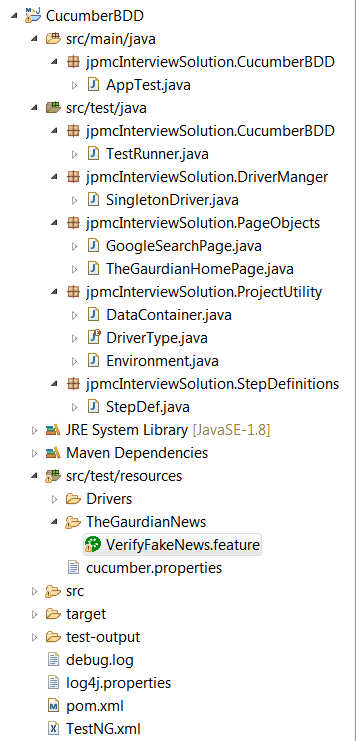 CucumberBDD
src/main/java
jpmcInterviewSolution.CucumberBDD
AppTest.java
src/test/java
jpmcInterviewSolution.CucumberBDD
TestRunner.java
jpmcInterviewSolution.DriverManger
SingletonDriver.java
jpmcInterviewSolution.PageObjects
GoogleSearchPage.java
TheGaurdianHomePage.java
jpmcInterviewSolution.ProjectUtility
DataContainer.java
DriverType.java
Environment.java
jpmcInterviewSolution.StepDefinitions
StepDef.java
JRE System Library [JavaSE-1.8]
Maven Dependencies
src/test/resources
Drivers
TheGaurdianNews
VerifyFakeNews.feature
cucumber.properties
src
target
test-output
debug.log
log4j.properties
pom.xml
TestNG.xml